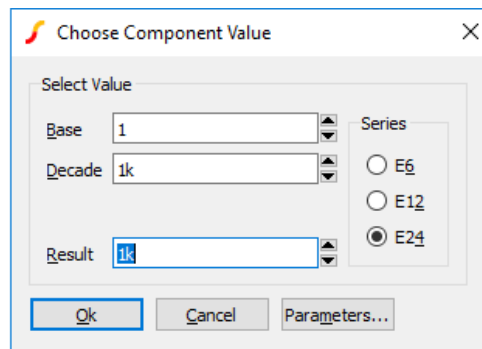 Choose Component Value
Select Value
Base 1
Decade 1k
Result 1k
Series
E6
E12
E24
Ok Cancel Parameters...